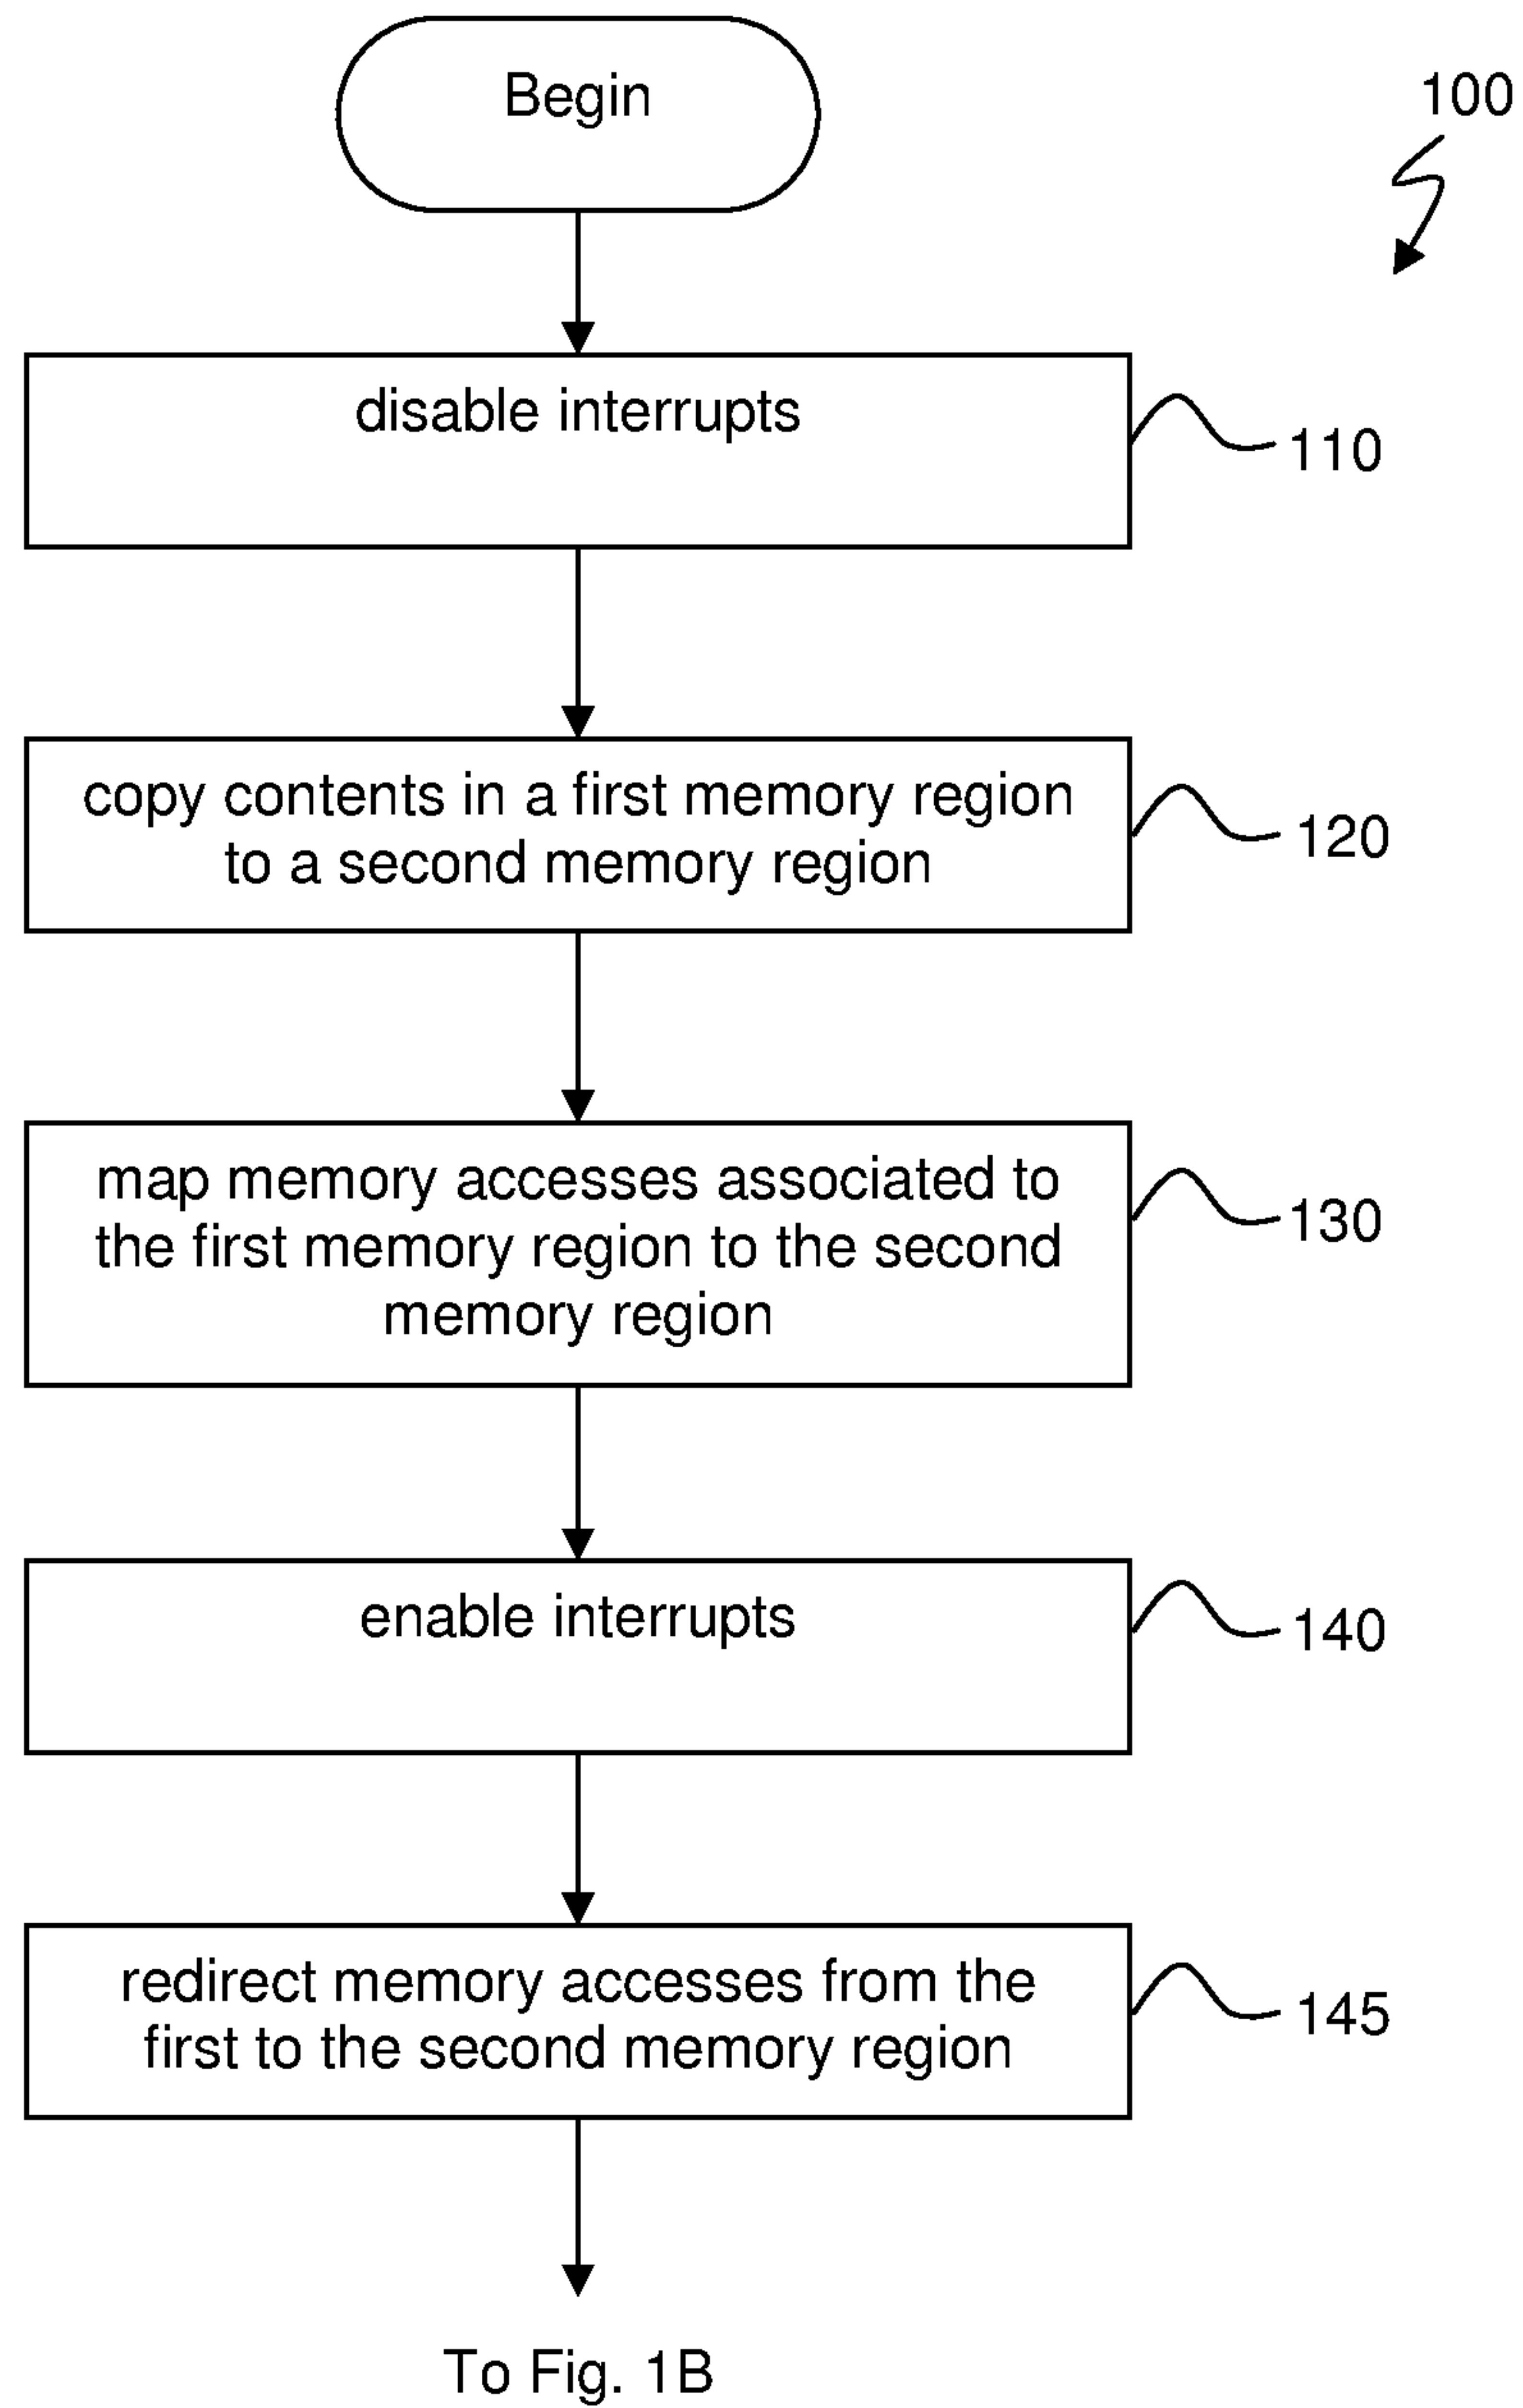 Begin
100
disable interrupts
110
copy contents in a first memory region
to a second memory region
120
map memory accesses associated to
the first memory region to the second
memory region
130
enable interrupts
140
redirect memory accesses from the
first to the second memory region
145
To Fig. 1B